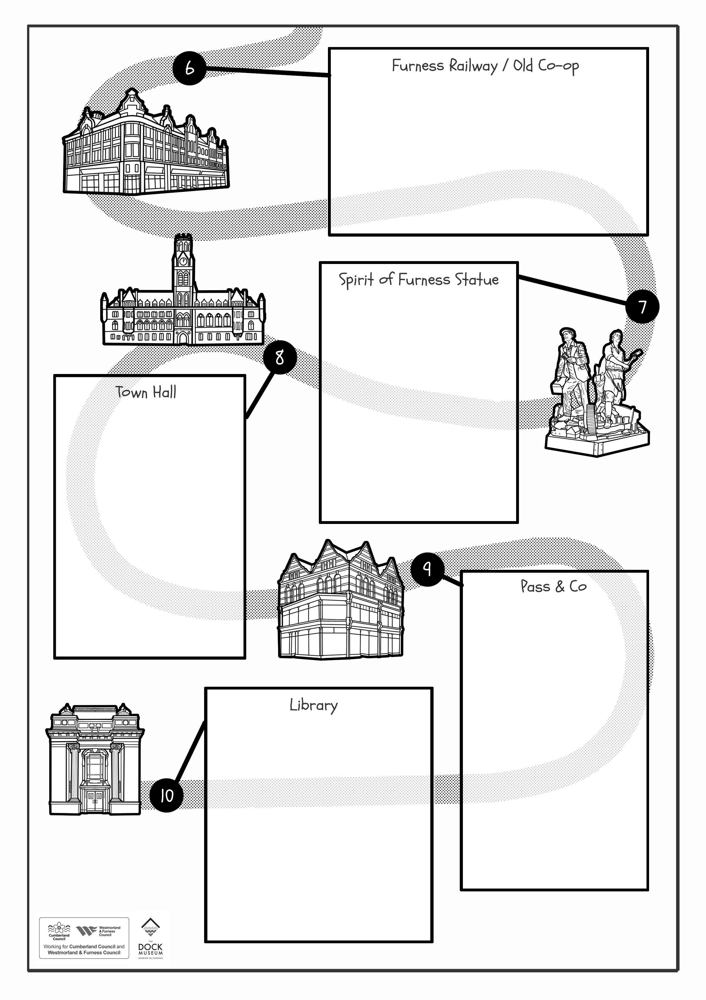 6
Furness Railway / Old Co-op
Spirit of Furness Statue
7
8
Town Hall
9
Pass & Co
Library
10
Cumberland
Council
Westmorland
& Furness
Council
Working for Cumberland Council and
Westmorland & Furness Council
THE
DOCK
MUSEUM
BARROW-IN-FURNESS